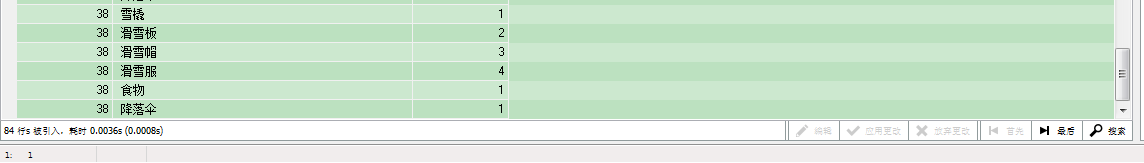 38 雪橇 1
38 滑雪板 2
38 滑雪帽 3
38 滑雪服 4
38 食物 1
38 降落伞 1
84 行s 被引入，耗时 0.0036s (0.0008s) 编辑 应用更改 放弃更改 首先 最后 搜索
1: 1